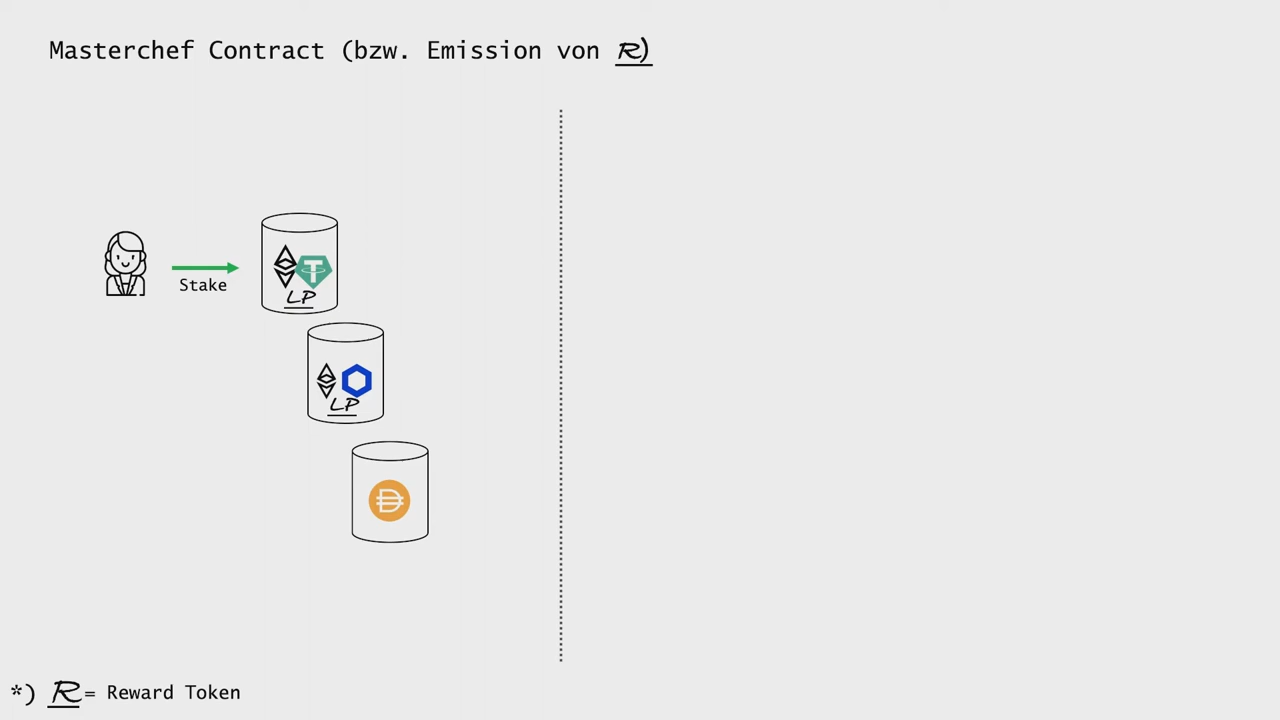 Masterchef Contract (bzw. Emission von R)
Stake
LP
LP
*) R = Reward Token